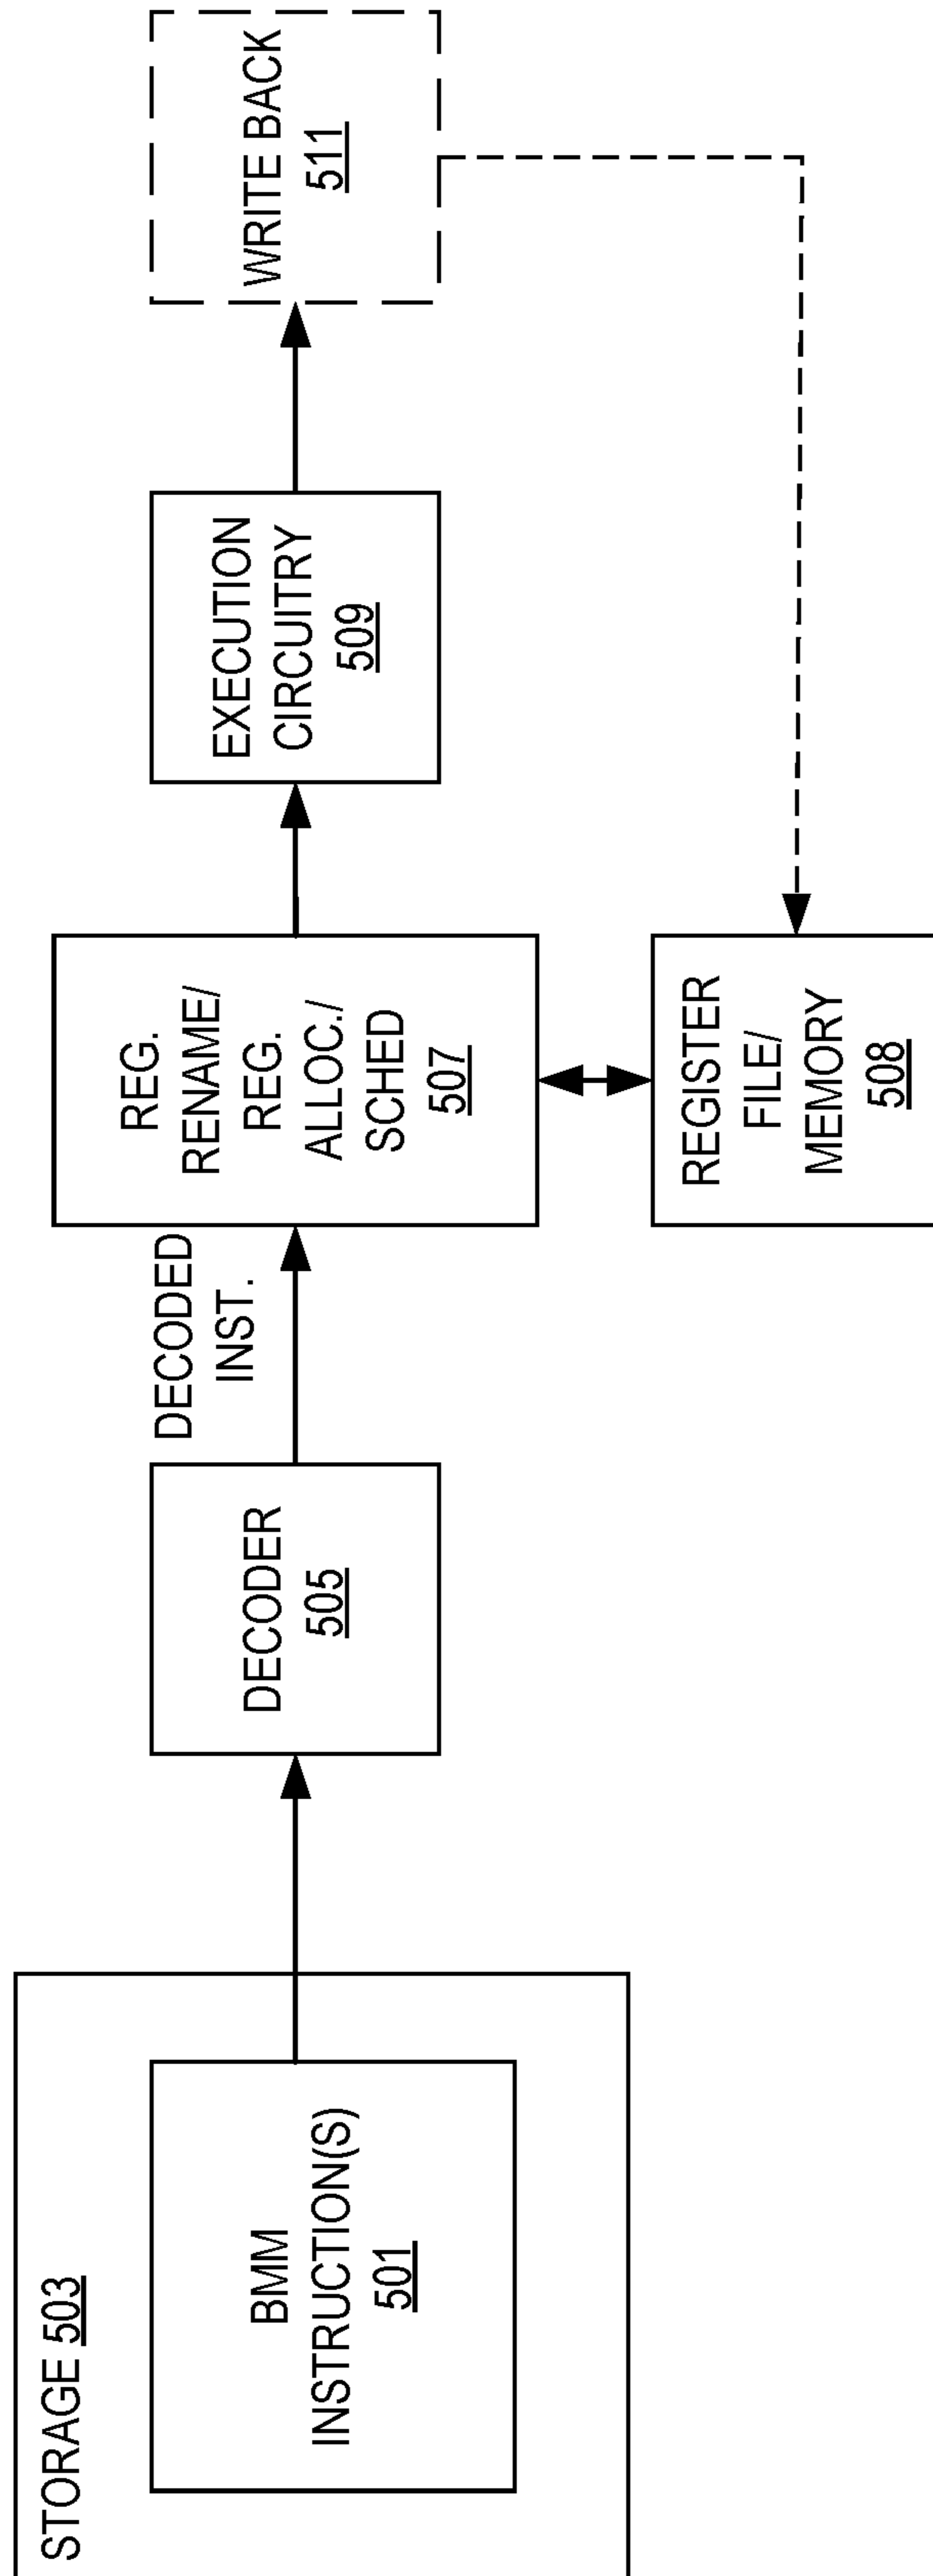 STORAGE 503
BMM
INSTRUCTION(S)
501
DECODER
505
DECODED
INST.
REG.
RENAME/
REG.
ALLOC./
SCHED
507
REGISTER
FILE/
MEMORY
508
EXECUTION
CIRCUITRY
509
WRITE BACK
511